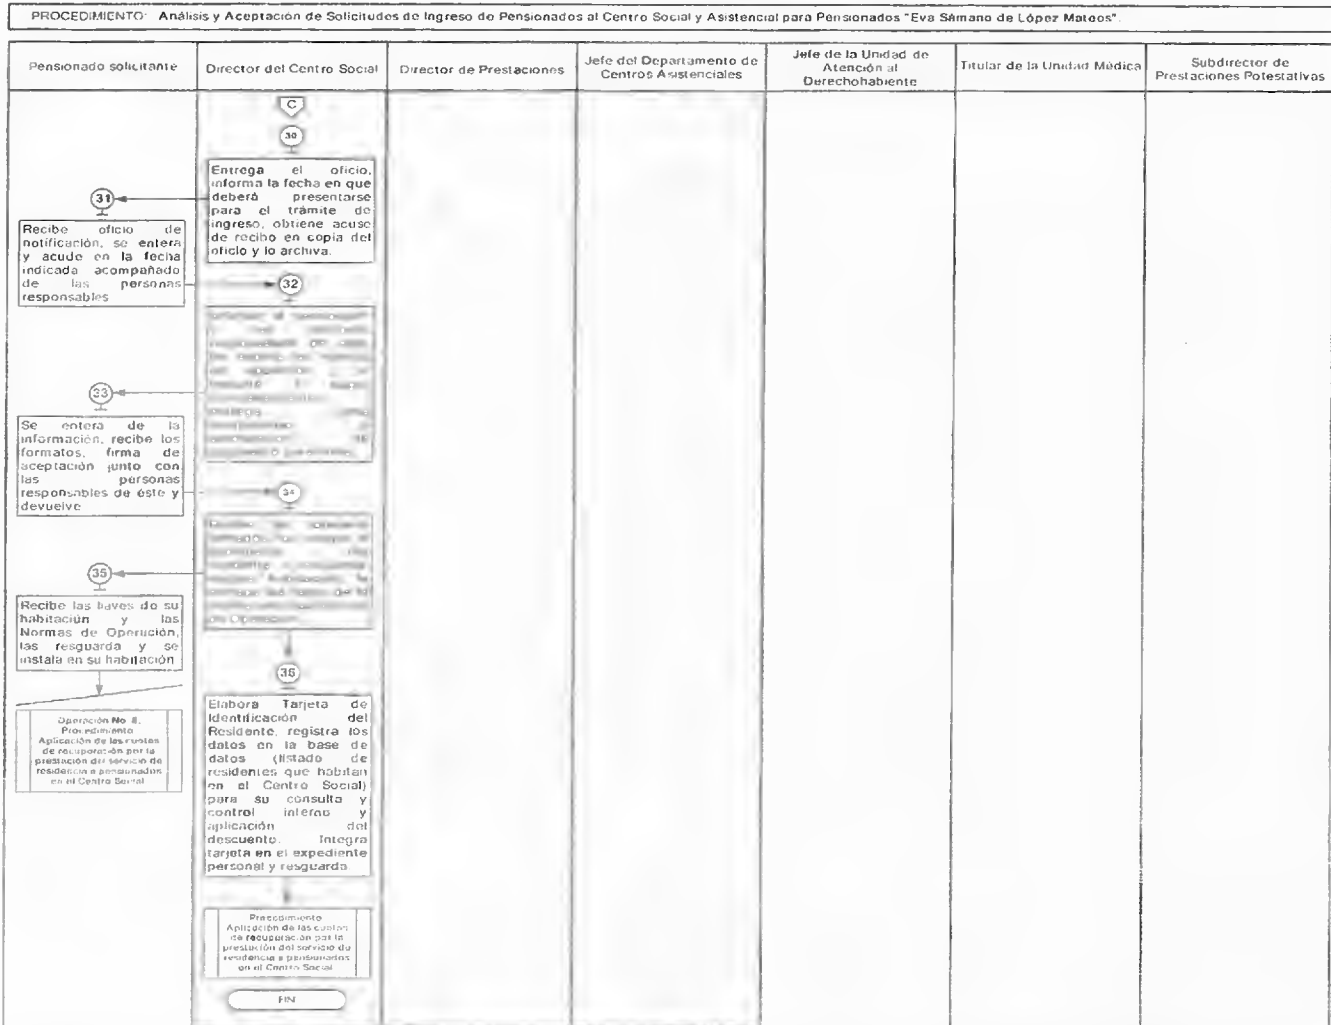 PROCEDIMIENTO: Análisis y Aceptación de Solicitudes de Ingreso de Pensionados al Centro Social y Asistencial para Pensionados "Eva Sámano de López Mateos".
Pensionado solicitante
Director del Centro Social
Director de Prestaciones
Jefe del Departamento de
Centros Asistenciales
Jefe de la Unidad de
Atención al
Derechohabiente
Titular de la Unidad Médica
Subdirector de
Prestaciones Potestativas
C
30
Entrega el oficio,
informa la fecha en que
deberá presentarse
para el trámite de
ingreso, obtiene acuse
de recibo en copia del
oficio y lo archiva.
31
Recibe oficio de
notificación, se entera
y acude en la fecha
indicada acompañado
de las personas
responsables
32
33
Se entera de la
información, recibe los
formatos, firma de
aceptación junto con
las personas
responsables de éste y
devuelve
34
35
Recibe las llaves de su
habitación y las
Normas de Operación,
las resguarda y se
instala en su habitación
Operación No. 8,
Procedimiento
Aplicación de las cuotas
de recuperación por la
prestación del servicio de
residencia a pensionados
en el Centro Social
36
Elabora Tarjeta de
Identificación del
Residente, registra los
datos en la base de
datos (listado de
residentes que habitan
en el Centro Social)
para su consulta y
control interno y
aplicación del
descuento. Integra
tarjeta en el expediente
personal y resguarda
Procedimiento
Aplicación de las cuotas
de recuperación por la
prestación del servicio de
residencia a pensionados
en el Centro Social
FIN